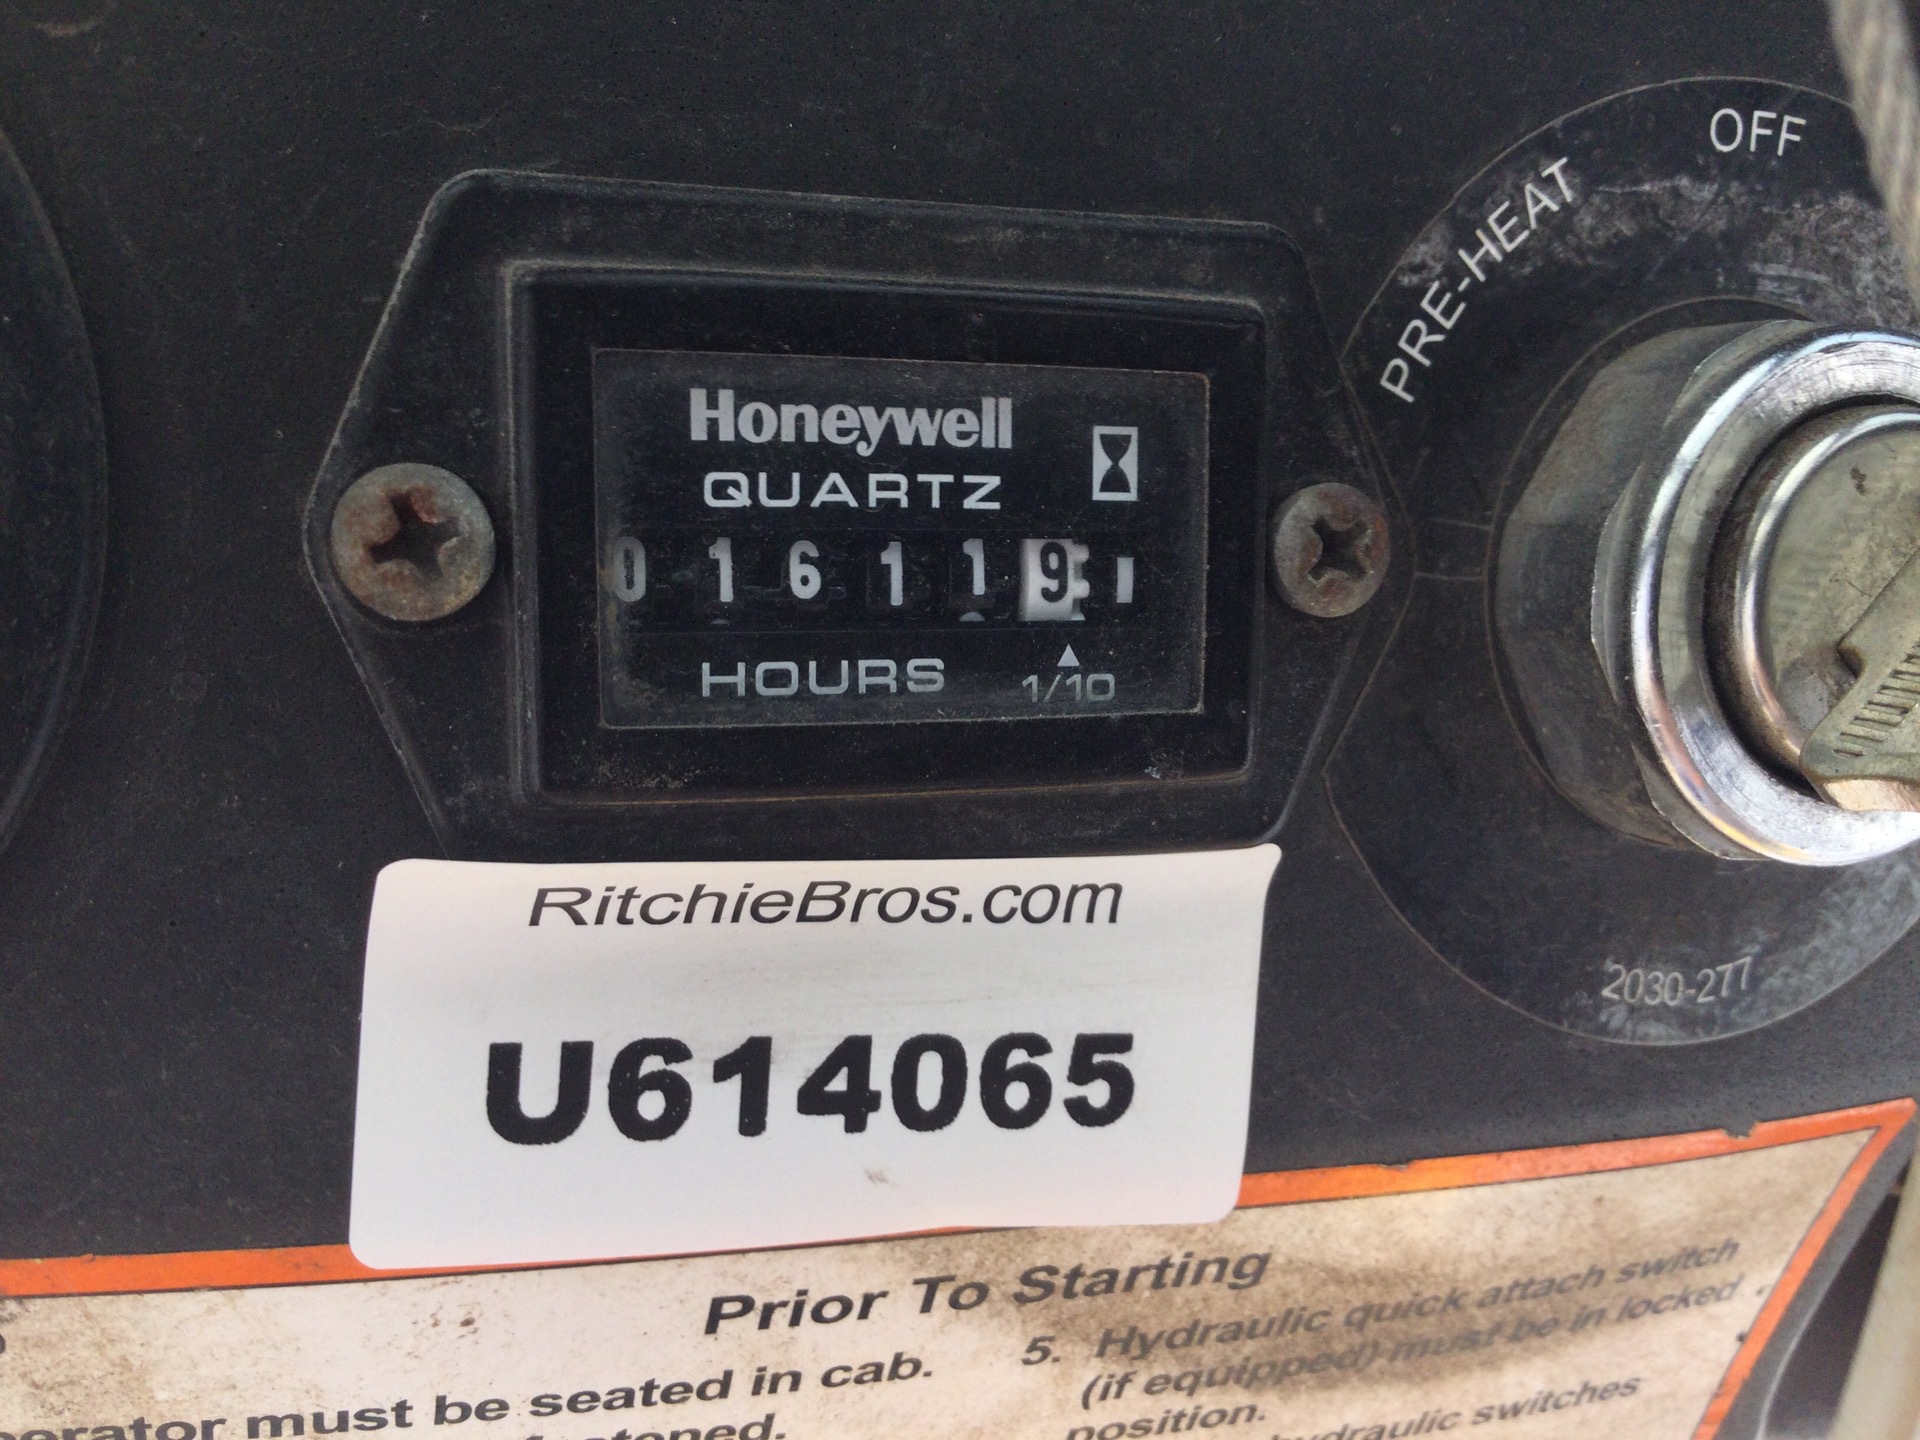 OFF
PRE-HEAT
Honeywell
QUARTZ
016119
HOURS 1/10
RitchieBros.com
U614065
2030-277
Prior To Starting
must be seated in cab.
5. Hydraulic quick attach switch
(if equipped) must be in locked
position.
switches